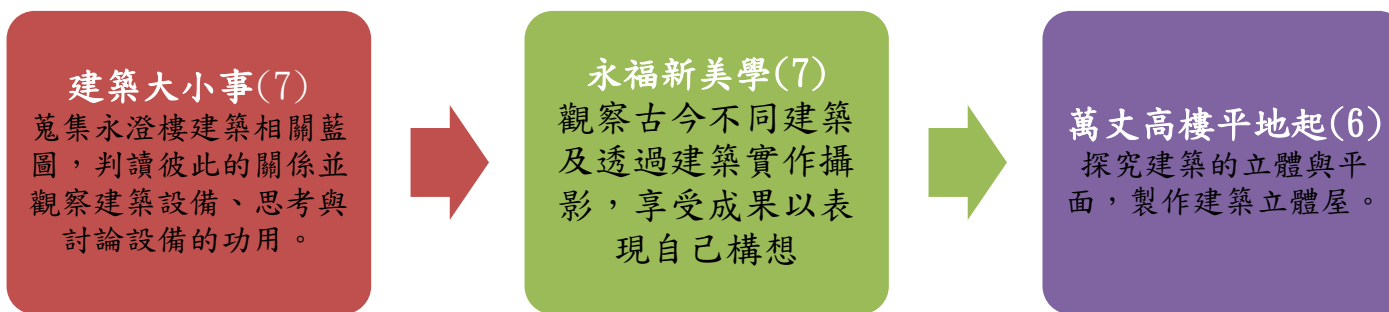 建築大小事(7)
蒐集永澄樓建築相關藍
圖，判讀彼此的關係並
觀察建築設備、思考與
討論設備的功用。
永福新美學(7)
觀察古今不同建築
及透過建築實作攝
影，享受成果以表
現自己構想
萬丈高樓平地起(6)
探究建築的立體與平
面，製作建築立體屋。